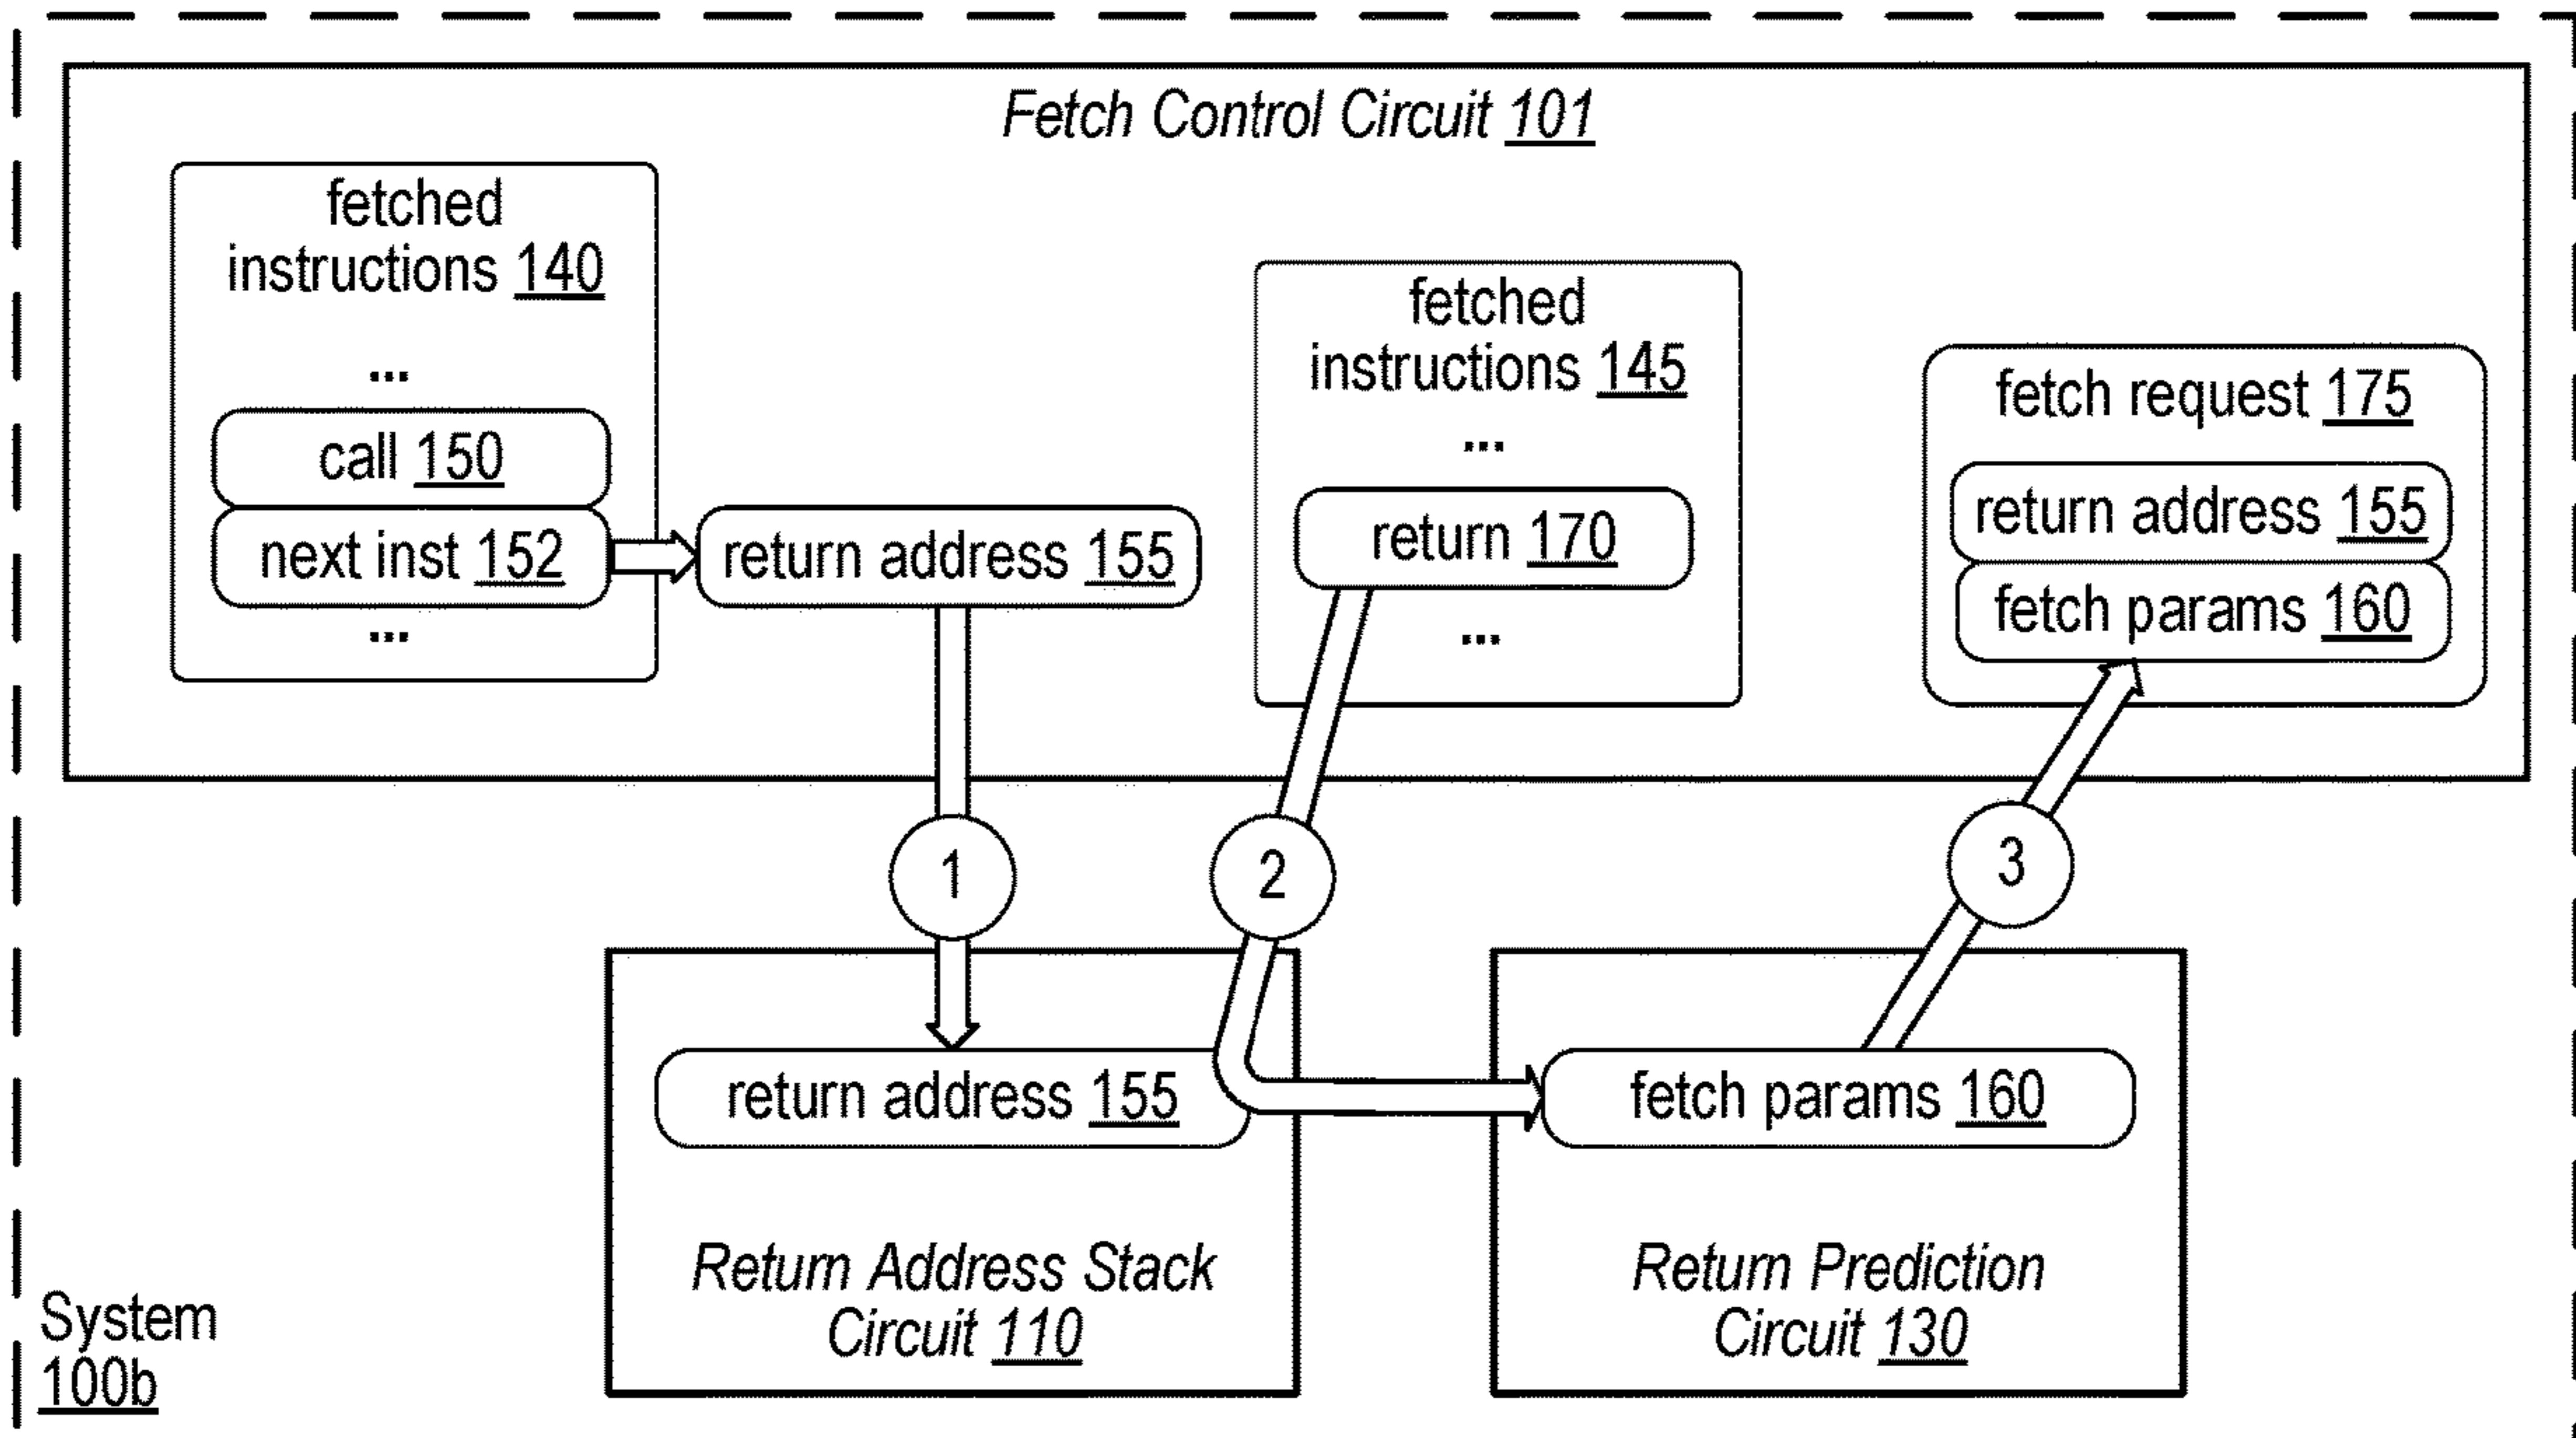 Fetch Control Circuit 101
fetched
instructions 140
...
call 150
next inst 152
...
return address 155
fetched
instructions 145
...
return 170
...
fetch request 175
return address 155
fetch params 160
1
2
3
return address 155
Return Address Stack
Circuit 110
fetch params 160
Return Prediction
Circuit 130
System
100b